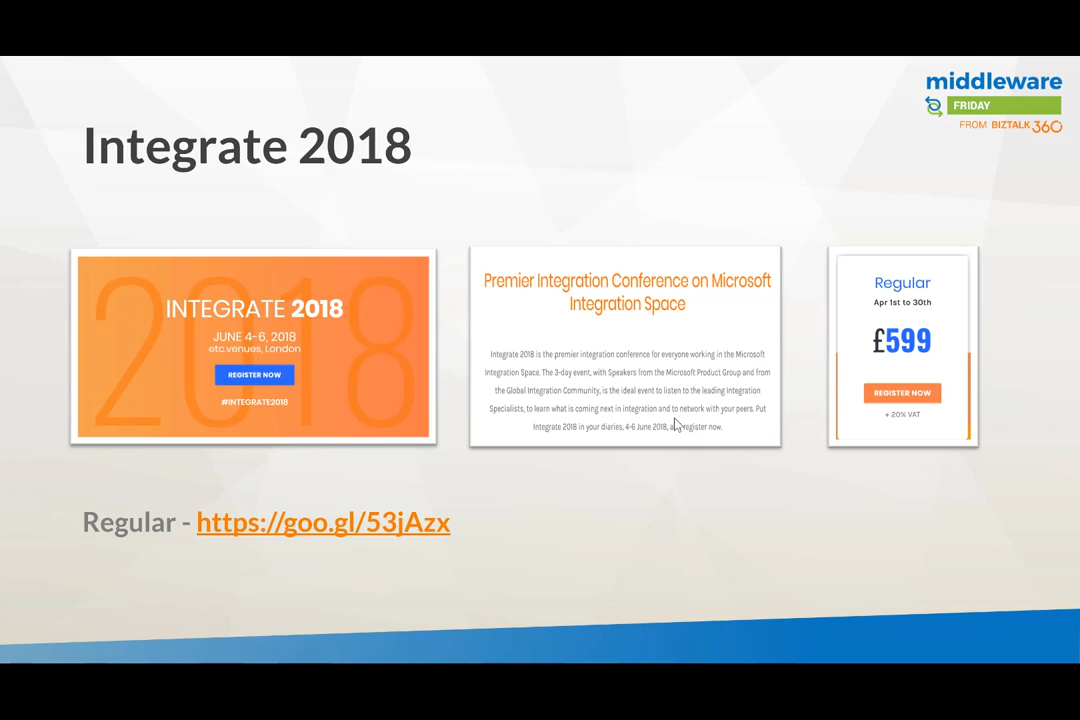 middleware
FRIDAY
FROM BIZTALK360
Integrate 2018
2018
INTEGRATE 2018
JUNE 4-6, 2018
etc.venues, London
REGISTER NOW
#INTEGRATE2018
Premier Integration Conference on Microsoft
Integration Space
Integrate 2018 is the premier integration conference for everyone working in the Microsoft
Integration Space. The 3-day event, with Speakers from the Microsoft Product Group and from
the Global Integration Community, is the ideal event to listen to the leading Integration
Specialists, to learn what is coming next in integration and to network with your peers. Put
Integrate 2018 in your diaries, 4-6 June 2018, and register now.
Regular
Apr 1st to 30th
£599
REGISTER NOW
+ 20% VAT
Regular - https://goo.gl/53jAzx